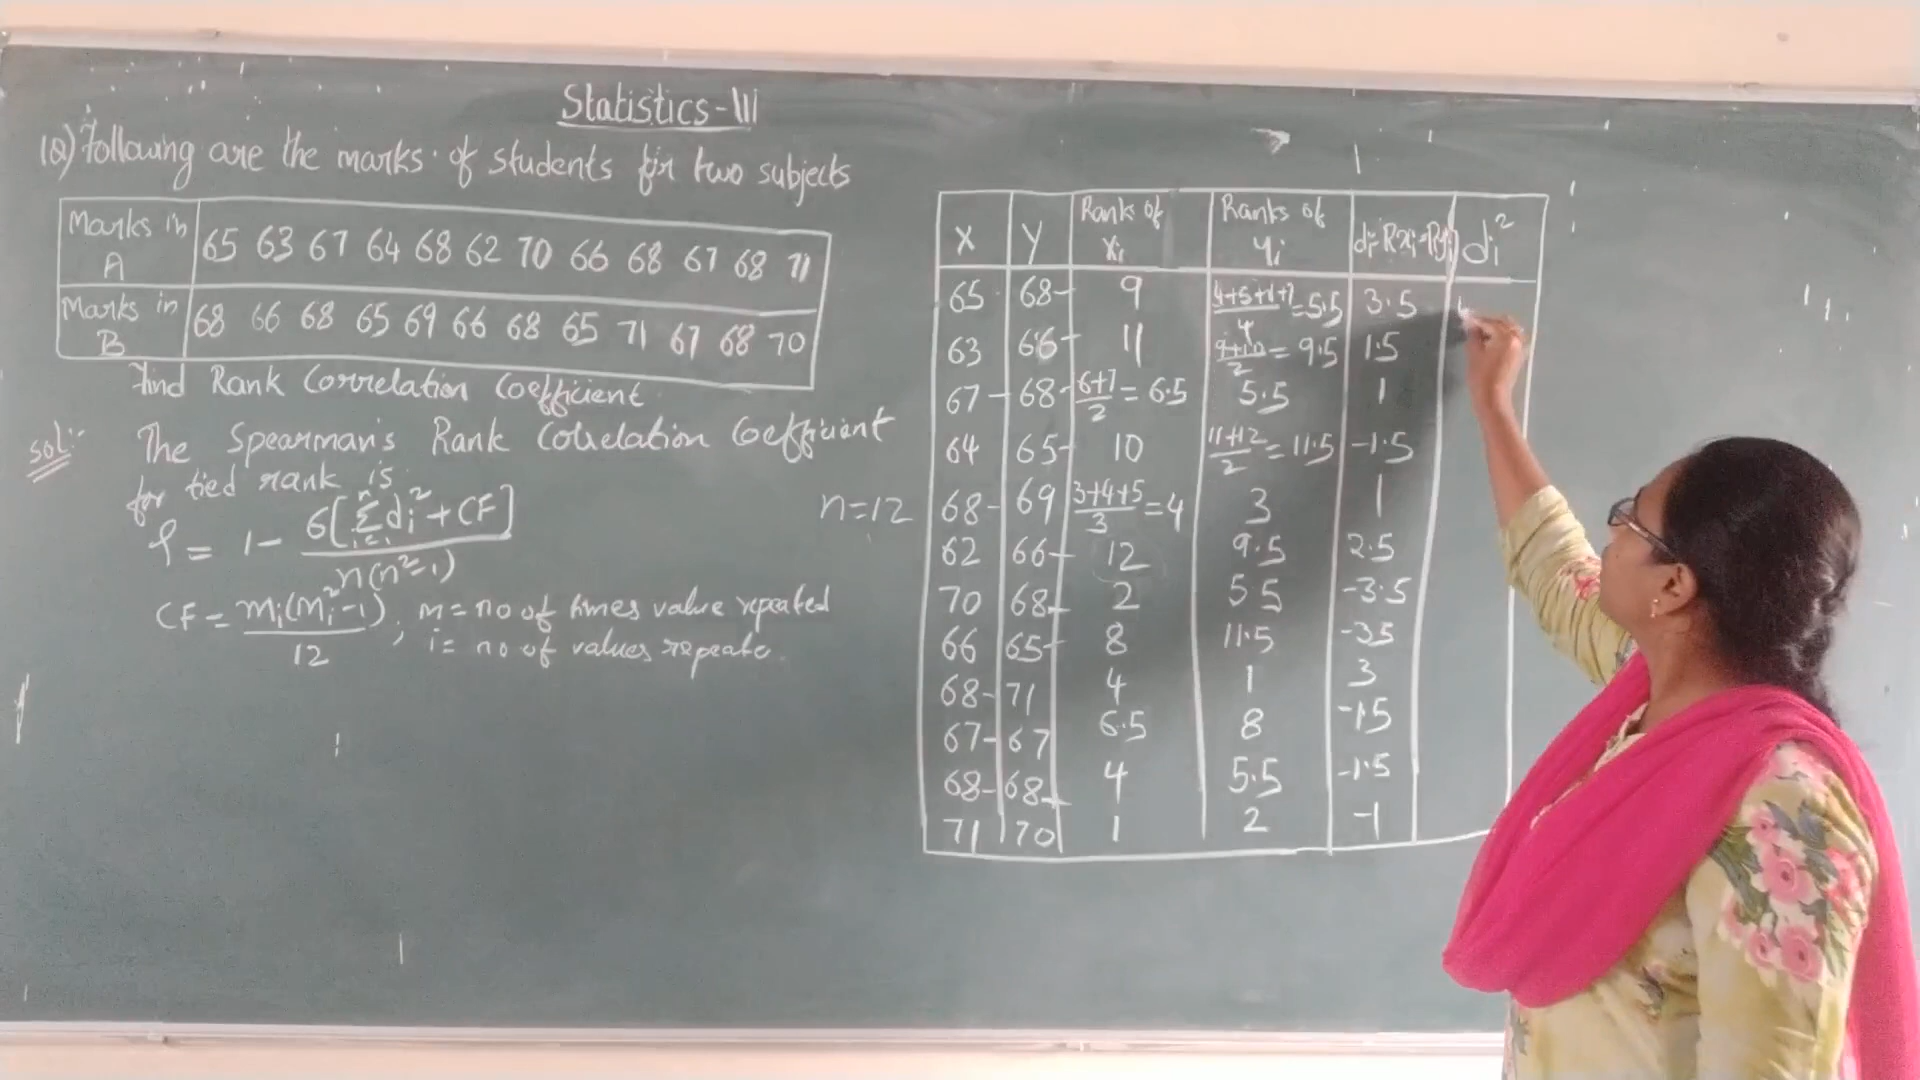 Statistics-III
1Q) Following are the marks of students for two subjects
Marks in A 65 63 67 64 68 62 70 66 68 67 68 71
Marks in B 68 66 68 65 69 66 68 65 71 67 68 70
Find Rank Correlation Coefficient
Sol:- The Spearman's Rank Correlation Coefficient
for tied rank is
ρ = 1 - 6[Σ_{i=1}^{n} di² + CF] / n(n²-1)
CF = mi(mi²-1) / 12 ; m = no of times value repeated
i = no of values repeate.
n=12
X Y Ranks of xi Ranks of yi di=Rxi-Ryi di²
65 68- 9 (4+5+6+7)/4 =5.5 3.5
63 66- 11 (9+10)/2 = 9.5 1.5
67- 68- (6+7)/2 = 6.5 5.5 1
64 65- 10 (11+12)/2 = 11.5 -1.5
68- 69 (3+4+5)/3 =4 3 1
62 66- 12 9.5 2.5
70 68- 2 5 5 -3.5
66 65- 8 11.5 -35
68- 71 4 1 3
67- 67 6.5 8 -1.5
68- 68- 4 5.5 -1.5
71 70 1 2 -1